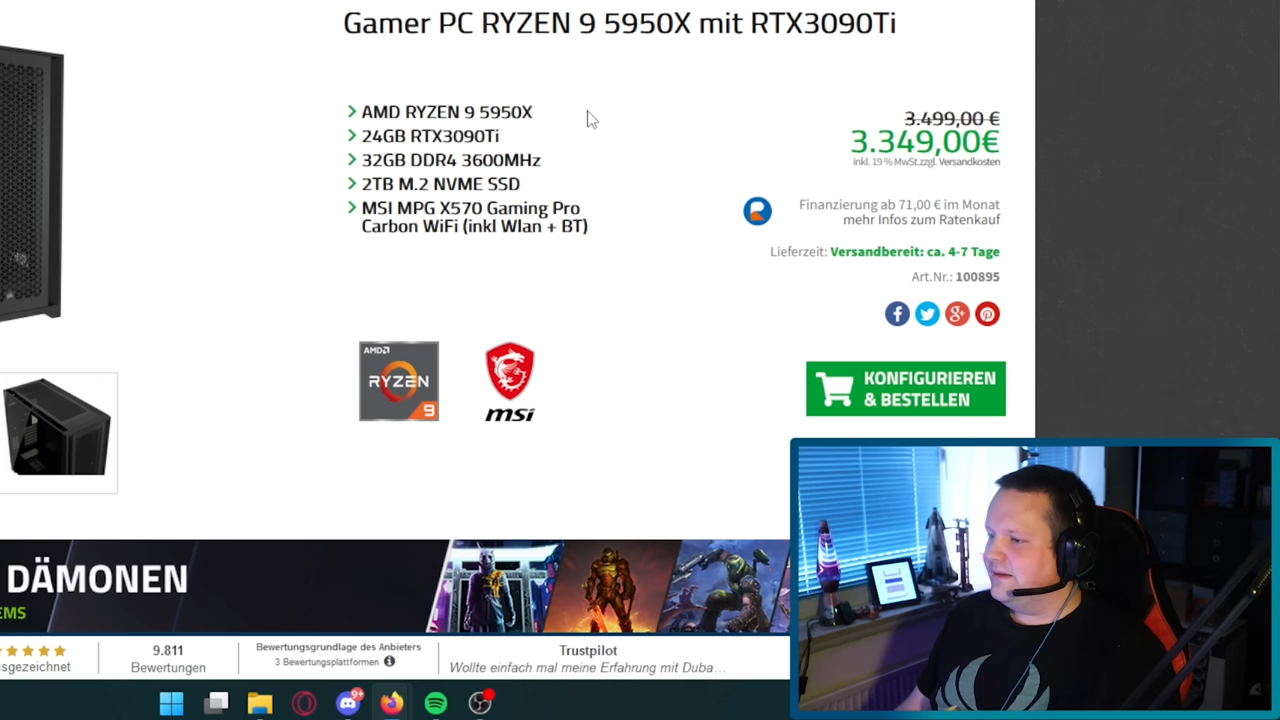 Gamer PC RYZEN 9 5950X mit RTX3090Ti
AMD RYZEN 9 5950X
24GB RTX3090Ti
32GB DDR4 3600MHz
2TB M.2 NVME SSD
MSI MPG X570 Gaming Pro
Carbon WiFi (inkl Wlan + BT)
3.499,00 €
3.349,00€
inkl. 19 % MwSt.zzgl. Versandkosten
Finanzierung ab 71,00 € im Monat
mehr Infos zum Ratenkauf
Lieferzeit: Versandbereit: ca. 4-7 Tage
Art.Nr.: 100895
KONFIGURIEREN
& BESTELLEN
AMD
RYZEN
9
msi
DÄMONEN
EMS
sgezeichnet
9.811
Bewertungen
Bewertungsgrundlage des Anbieters
3 Bewertungsplattformen
Trustpilot
Wollte einfach mal meine Erfahrung mit Duba…
9+